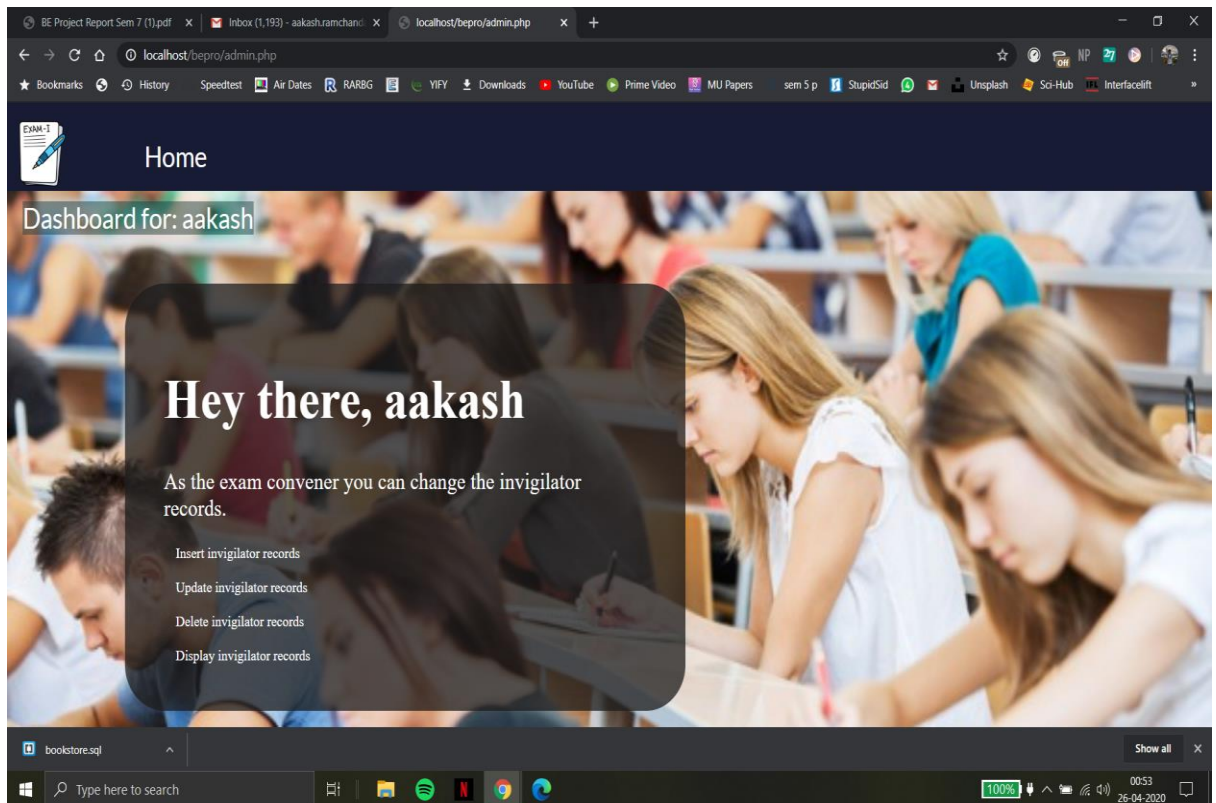 BE Project Report Sem 7 (1).pdf
Inbox (1,193) - aakash.ramchand
localhost/bepro/admin.php
localhost/bepro/admin.php
Off
NP
27
Bookmarks
History
Speedtest
Air Dates
RARBG
YIFY
Downloads
YouTube
Prime Video
MU Papers
sem 5 p
StupidSid
Unsplash
Sci-Hub
Interfacelift
EXAM-I
Home
Dashboard for: aakash
Hey there, aakash
As the exam convener you can change the invigilator
records.
Insert invigilator records
Update invigilator records
Delete invigilator records
Display invigilator records
bookstore.sql
Show all
Type here to search
100%
00:53
26-04-2020